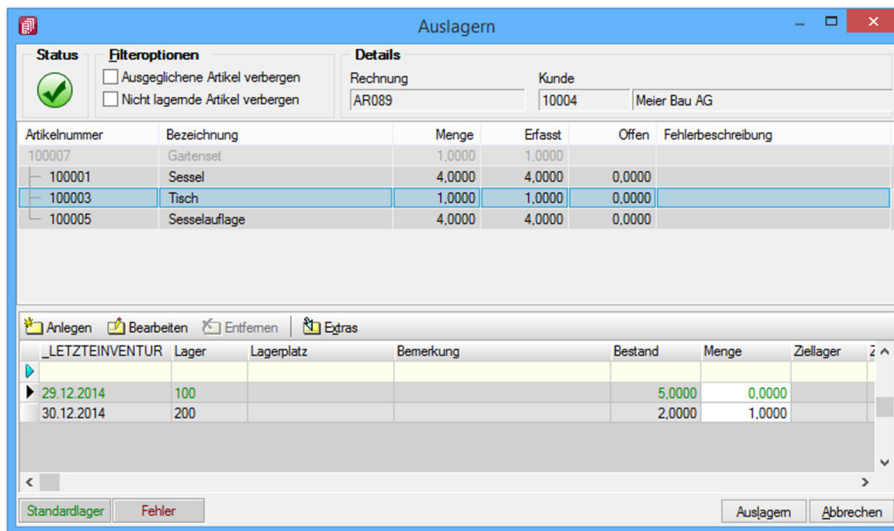 Auslagern
Status Filteroptionen Details
Ausgeglichene Artikel verbergen Rechnung Kunde
Nicht lagernde Artikel verbergen AR089 10004 Meier Bau AG
Artikelnummer Bezeichnung Menge Erfasst Offen Fehlerbeschreibung
100007 Gartenset 1,0000 1,0000
100001 Sessel 4,0000 4,0000 0,0000
100003 Tisch 1,0000 1,0000 0,0000
100005 Sesselauflage 4,0000 4,0000 0,0000
Anlegen Bearbeiten Entfernen Extras
_LETZTEINVENTUR Lager Lagerplatz Bemerkung Bestand Menge Ziellager Z
29.12.2014 100 5,0000 0,0000
30.12.2014 200 2,0000 1,0000
Standardlager Fehler Auslagern Abbrechen